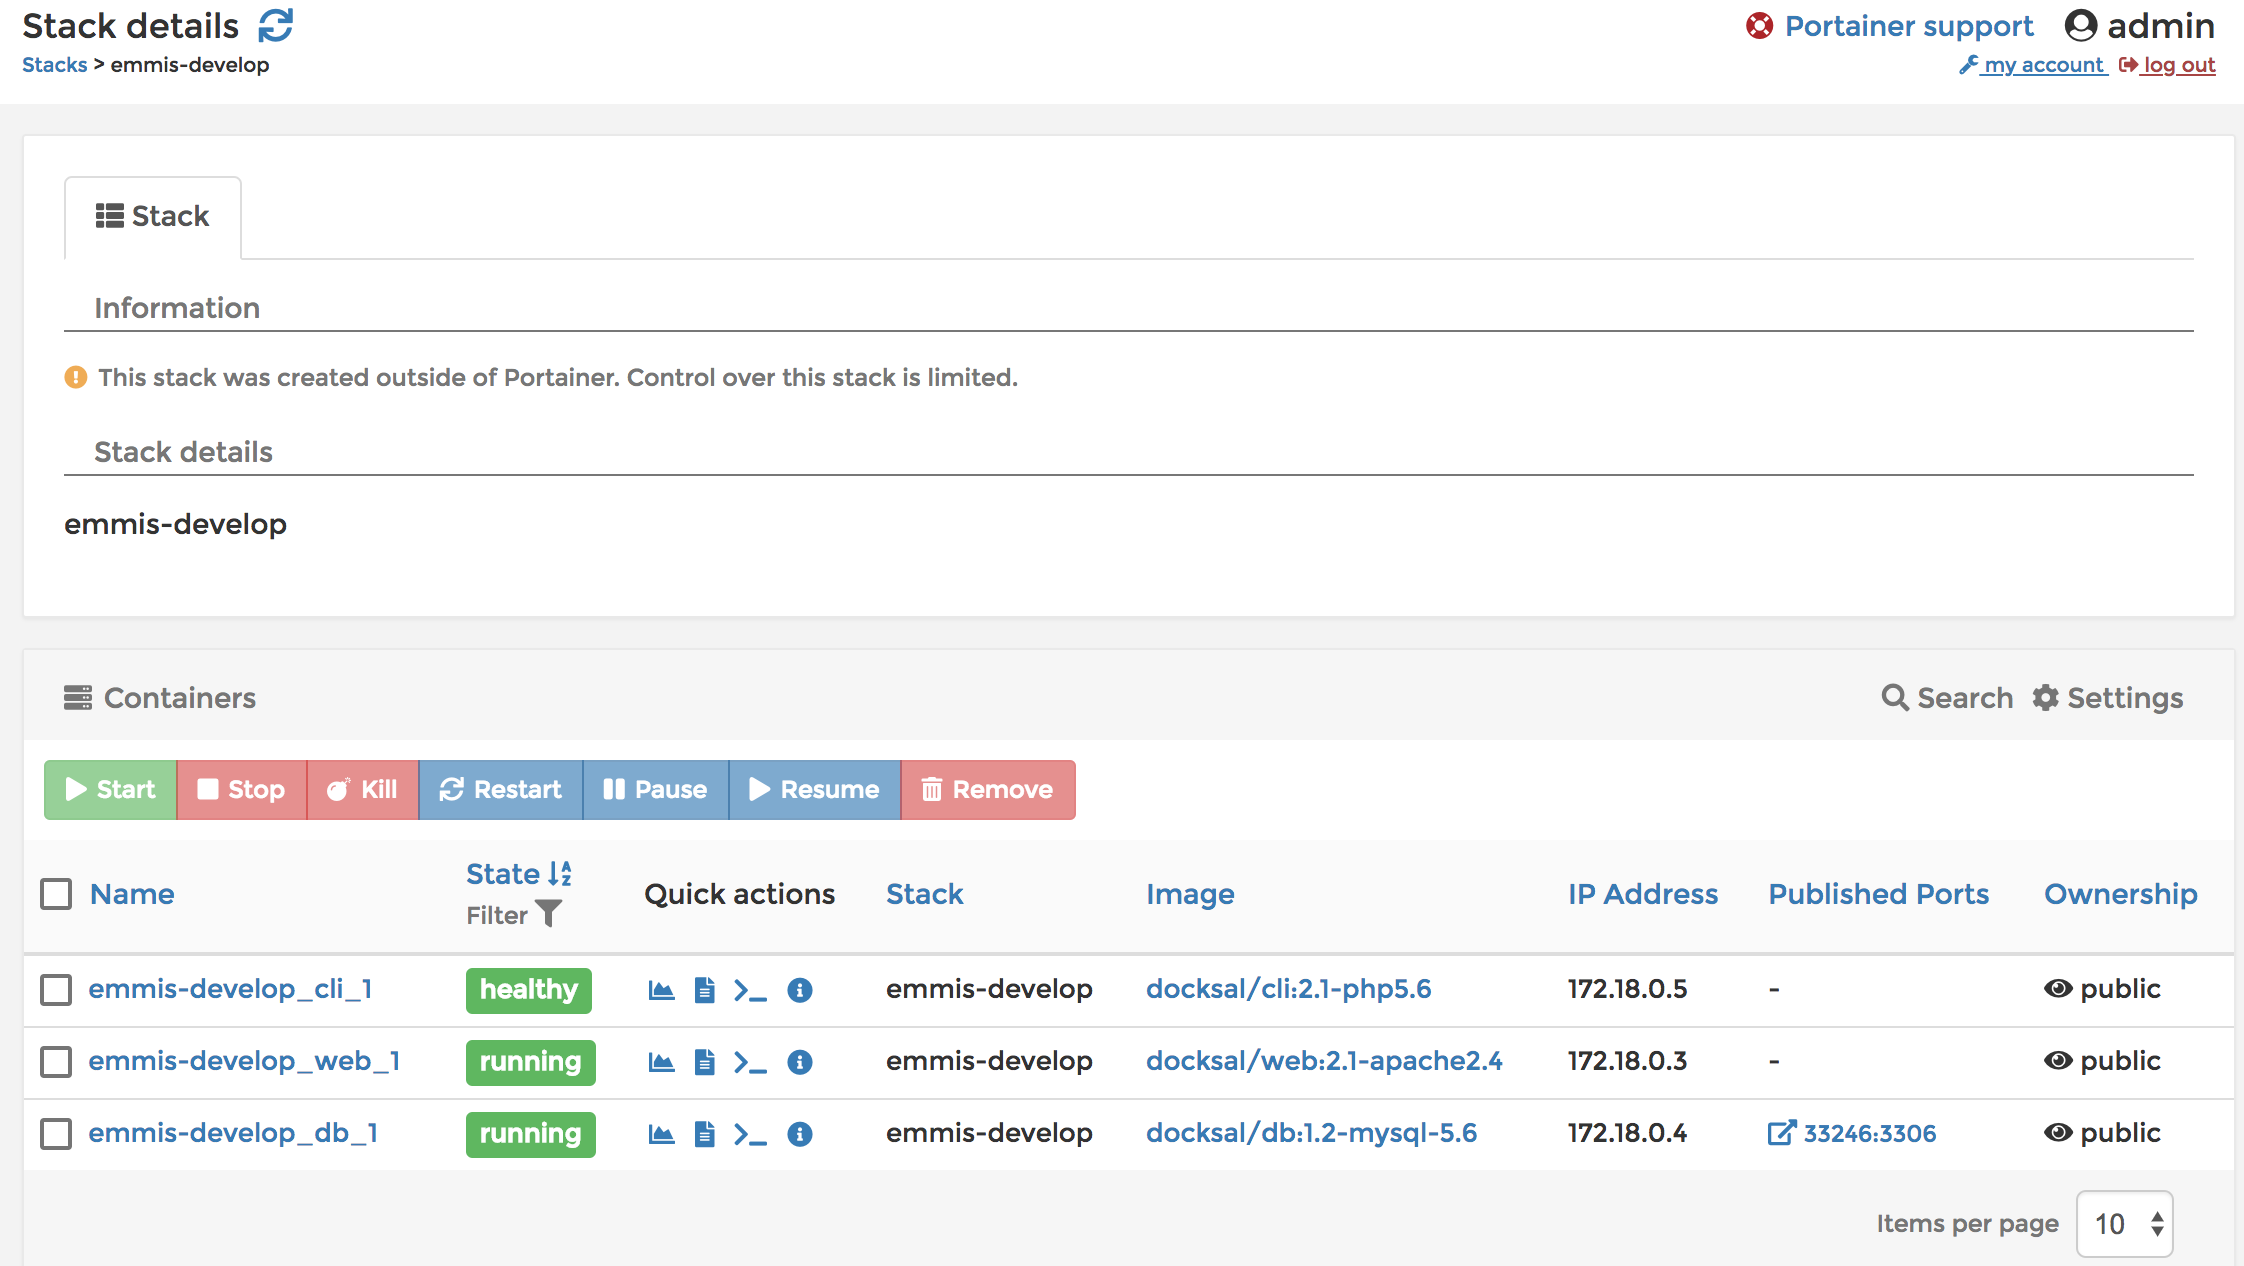 Stack details
Portainer support admin
Stacks > emmis-develop
my account log out
Stack
Information
This stack was created outside of Portainer. Control over this stack is limited.
Stack details
emmis-develop
Containers
Search Settings
Start Stop Kill Restart Pause Resume Remove
Name State Filter Quick actions Stack Image IP Address Published Ports Ownership
emmis-develop_cli_1 healthy emmis-develop docksal/cli:2.1-php5.6 172.18.0.5 - public
emmis-develop_web_1 running emmis-develop docksal/web:2.1-apache2.4 172.18.0.3 - public
emmis-develop_db_1 running emmis-develop docksal/db:1.2-mysql-5.6 172.18.0.4 33246:3306 public
Items per page 10